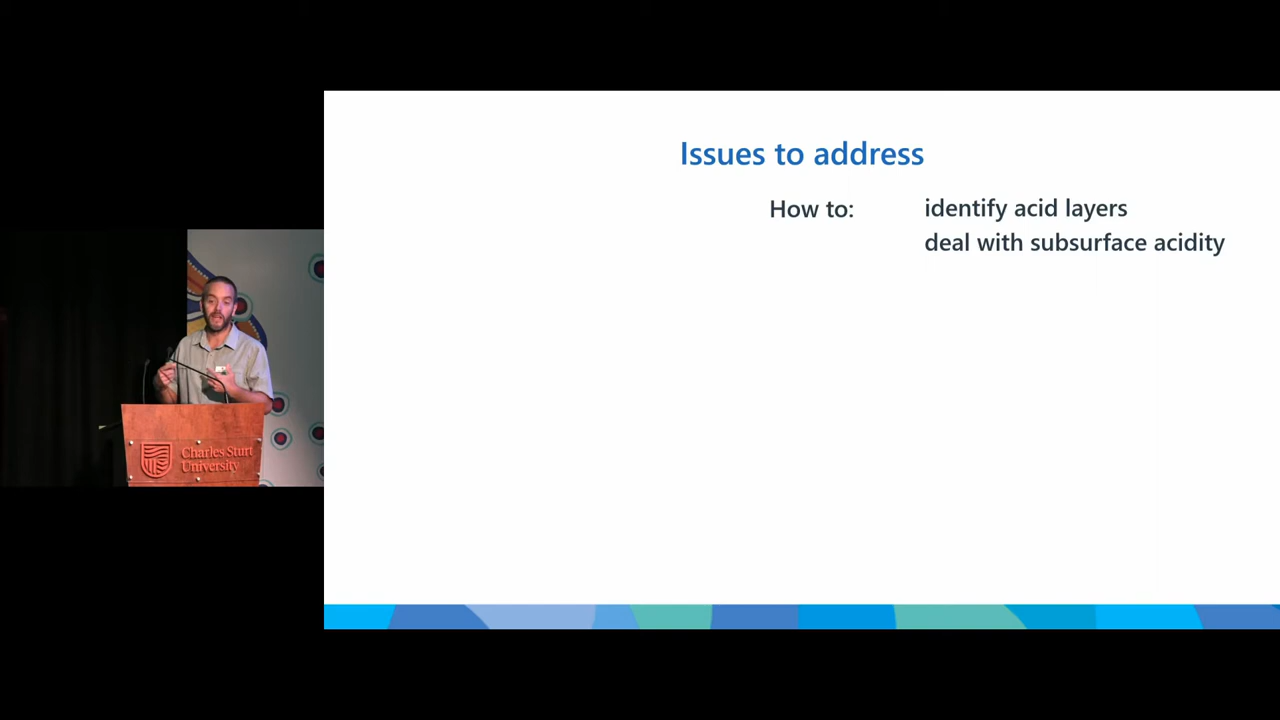 Issues to address
How to:
identify acid layers
deal with subsurface acidity
Charles Sturt
University